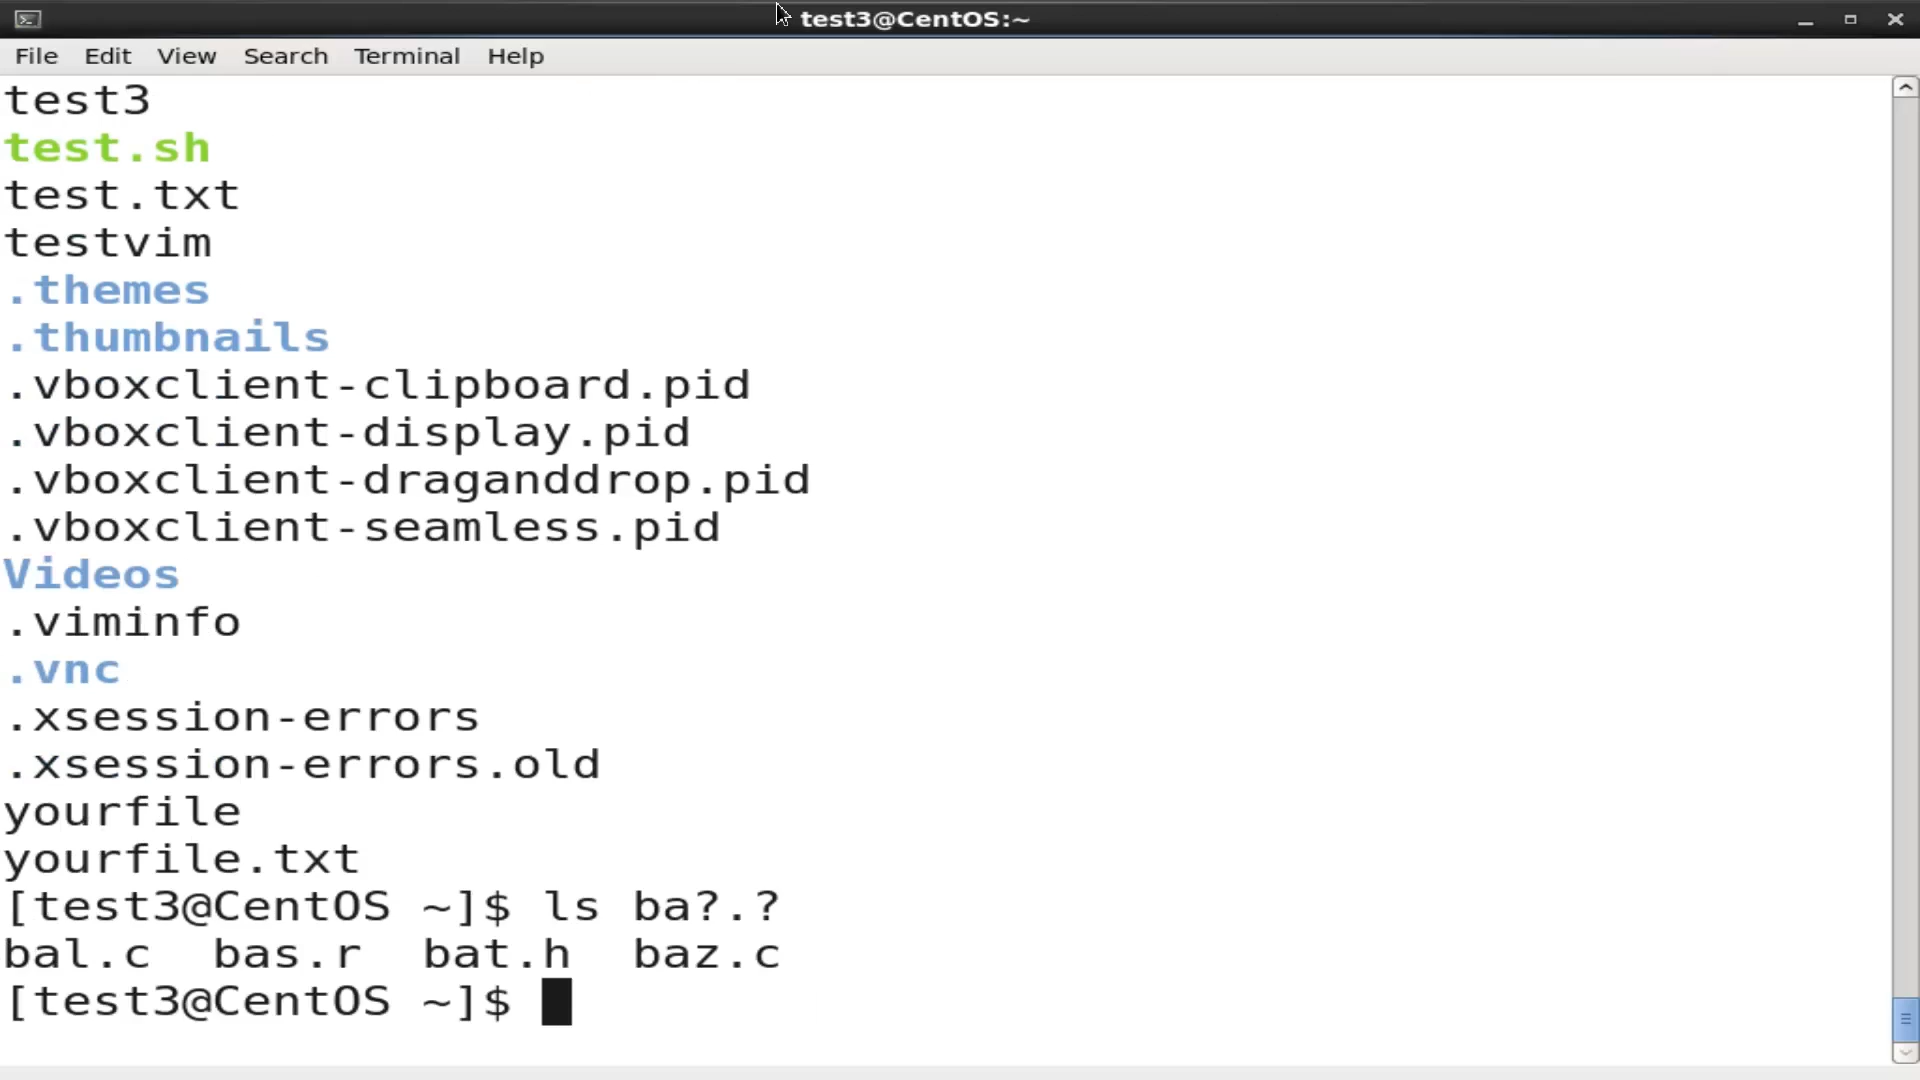 test3@CentOS:~
File Edit View Search Terminal Help
test3
test.sh
test.txt
testvim
.themes
.thumbnails
.vboxclient-clipboard.pid
.vboxclient-display.pid
.vboxclient-draganddrop.pid
.vboxclient-seamless.pid
Videos
.viminfo
.vnc
.xsession-errors
.xsession-errors.old
yourfile
yourfile.txt
[test3@CentOS ~]$ ls ba?.?
bal.c  bas.r  bat.h  baz.c
[test3@CentOS ~]$